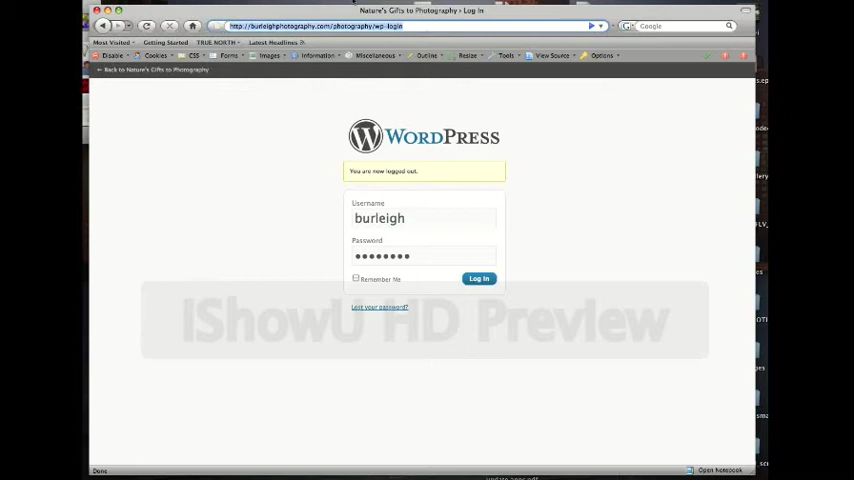 Nature's Gifts to Photography › Log In
http://burleighphotography.com/photography/wp-login
Google
Most Visited Getting Started TRUE NORTH Latest Headlines
Disable Cookies CSS Forms Images Information Miscellaneous Outline Resize Tools View Source Options
← Back to Nature's Gifts to Photography
WORDPRESS
You are now logged out.
Username
burleigh
Password
Remember Me
Log In
Lost your password?
IShowU HD Preview
Done
Open Notebook